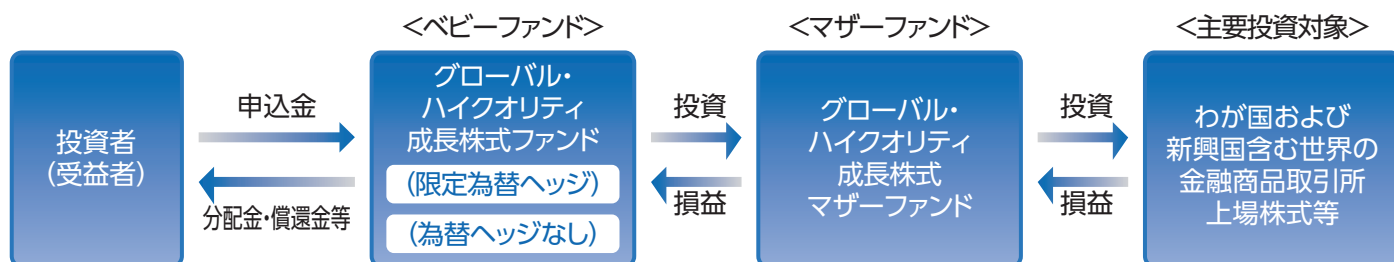 <ベビーファンド>
<マザーファンド>
<主要投資対象>
投資者
(受益者)
申込金
分配金・償還金等
グローバル・
ハイクオリティ
成長株式ファンド
(限定為替ヘッジ)
(為替ヘッジなし)
投資
損益
グローバル・
ハイクオリティ
成長株式
マザーファンド
投資
損益
わが国および
新興国含む世界の
金融商品取引所
上場株式等